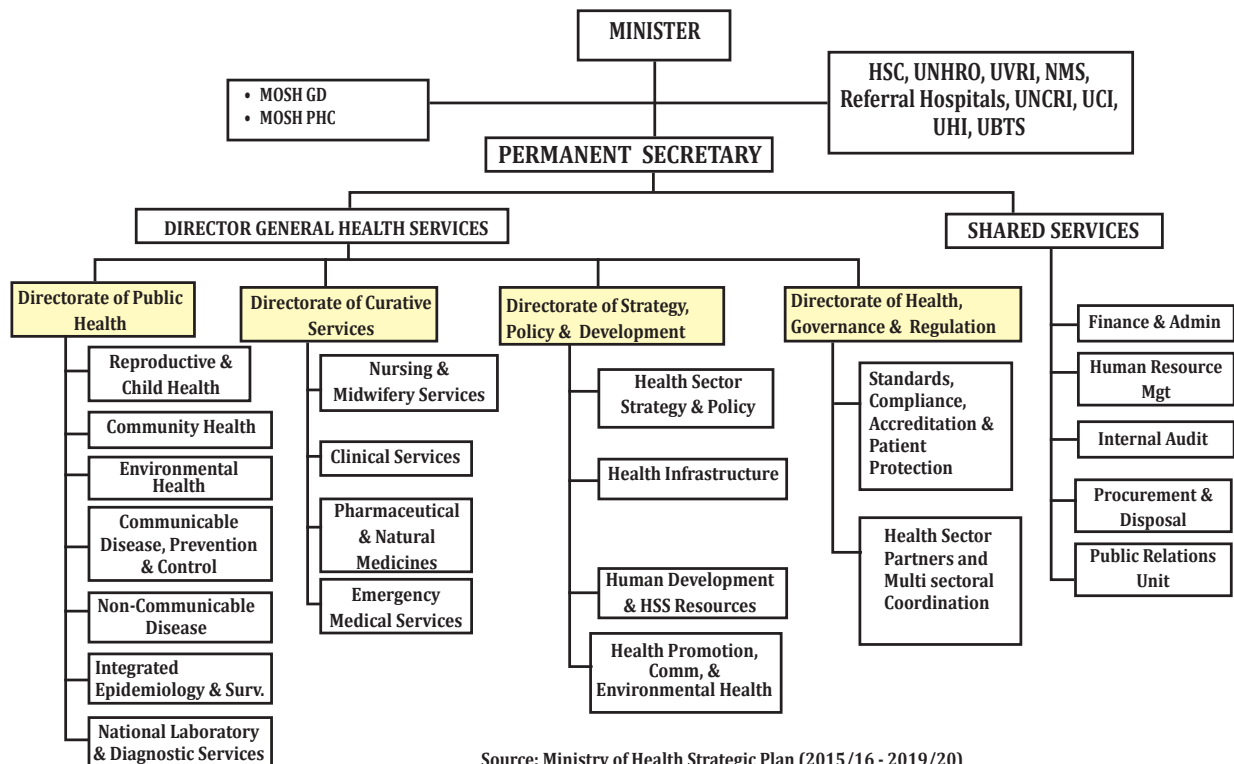 MINISTER
• MOSH GD
• MOSH PHC
HSC, UNHRO, UVRI, NMS,
Referral Hospitals, UNCRI, UCI,
UHI, UBTS
PERMANENT SECRETARY
DIRECTOR GENERAL HEALTH SERVICES
SHARED SERVICES
Directorate of Public
Health
Reproductive &
Child Health
Community Health
Environmental
Health
Communicable
Disease, Prevention
& Control
Non-Communicable
Disease
Integrated
Epidemiology & Surv.
National Laboratory
& Diagnostic Services
Directorate of Curative
Services
Nursing &
Midwifery Services
Clinical Services
Pharmaceutical
& Natural
Medicines
Emergency
Medical Services
Directorate of Strategy,
Policy & Development
Health Sector
Strategy & Policy
Health Infrastructure
Human Development
& HSS Resources
Health Promotion,
Comm, &
Environmental Health
Directorate of Health,
Governance & Regulation
Standards,
Compliance,
Accreditation &
Patient
Protection
Health Sector
Partners and
Multi sectoral
Coordination
Finance & Admin
Human Resource
Mgt
Internal Audit
Procurement &
Disposal
Public Relations
Unit
Source: Ministry of Health Strategic Plan (2015/16 - 2019/20)